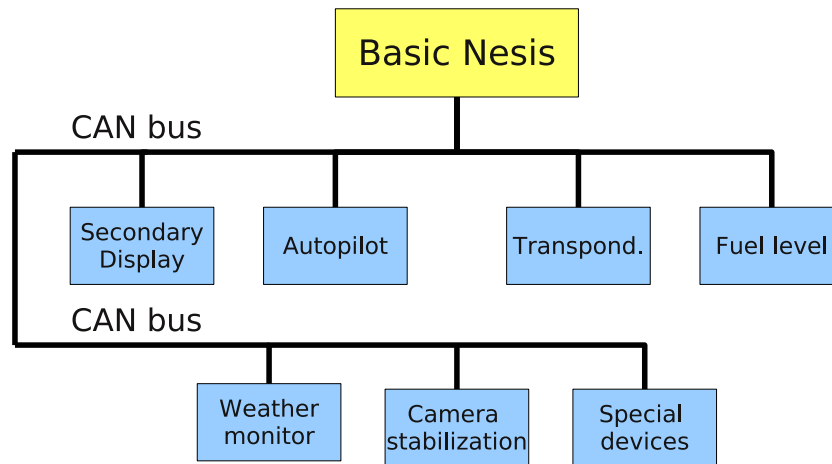 Basic Nesis
CAN bus
Secondary
Display
Autopilot
Transpond.
Fuel level
CAN bus
Weather
monitor
Camera
stabilization
Special
devices